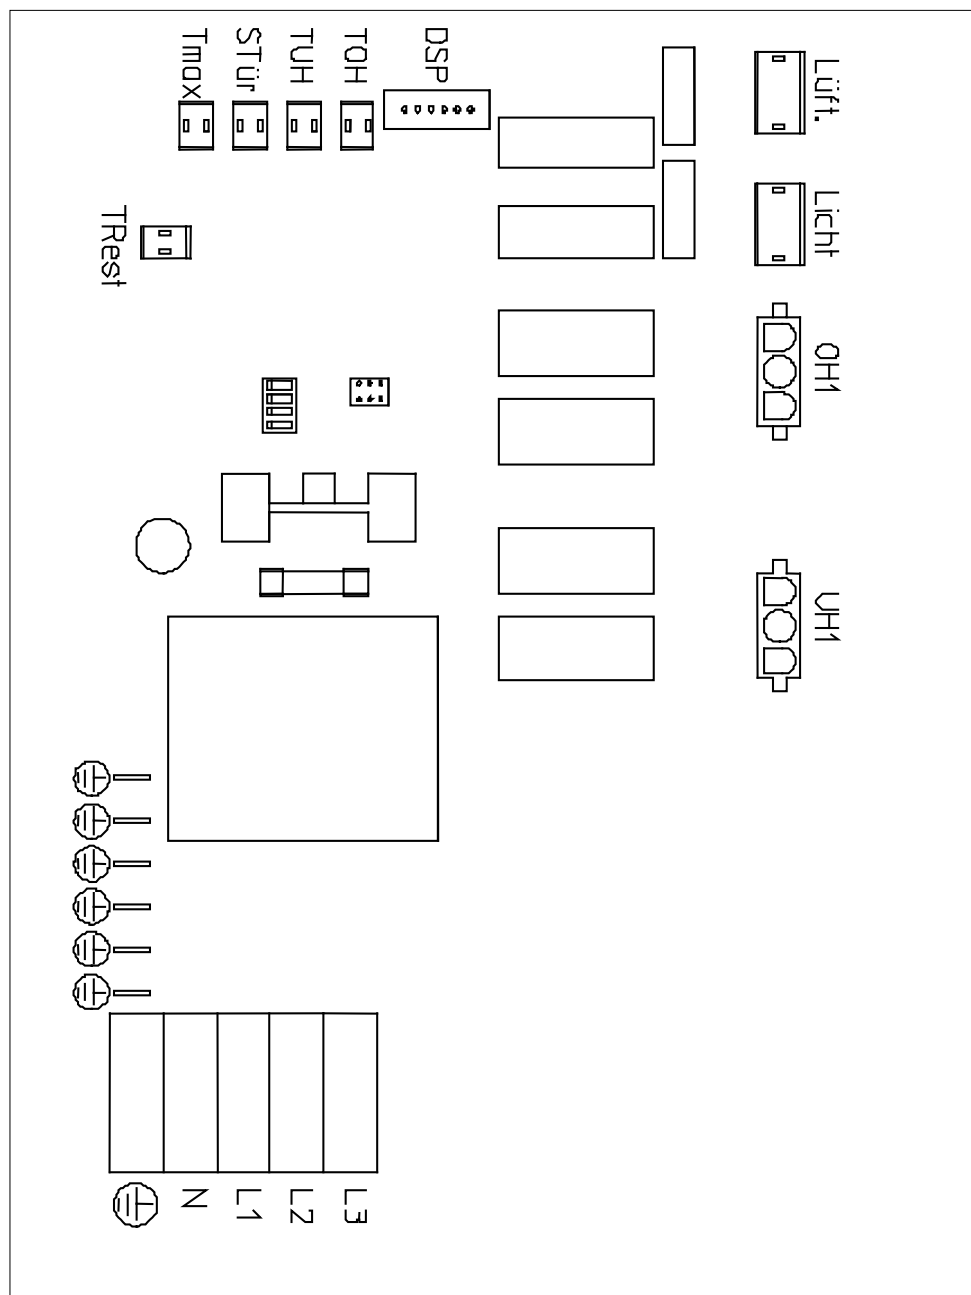 Tmax
STür
TUH
TOH
DSP
Lüft.
TRest
Licht
OH1
UH1
N
L1
L2
L3